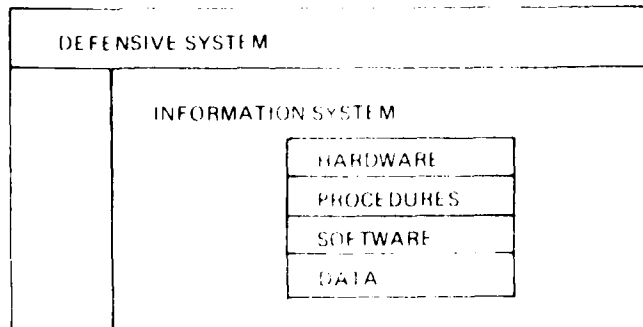 DEFENSIVE SYSTEM
INFORMATION SYSTEM
HARDWARE
PROCEDURES
SOFTWARE
DATA